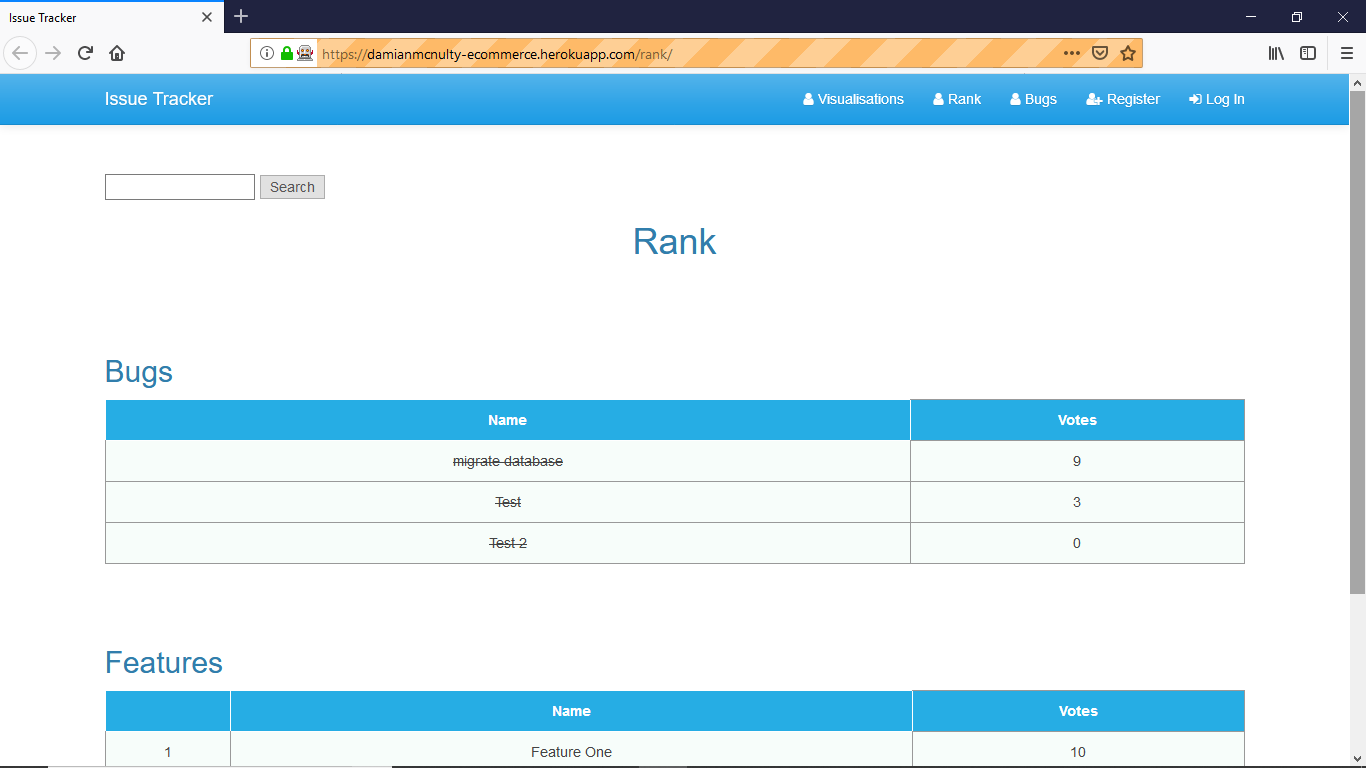 Issue Tracker
https://damianmcnulty-ecommerce.herokuapp.com/rank/
Issue Tracker Visualisations Rank Bugs Register Log In
Search
Rank
Bugs
Name Votes
migrate database 9
Test 3
Test 2 0
Features
Name Votes
1 Feature One 10